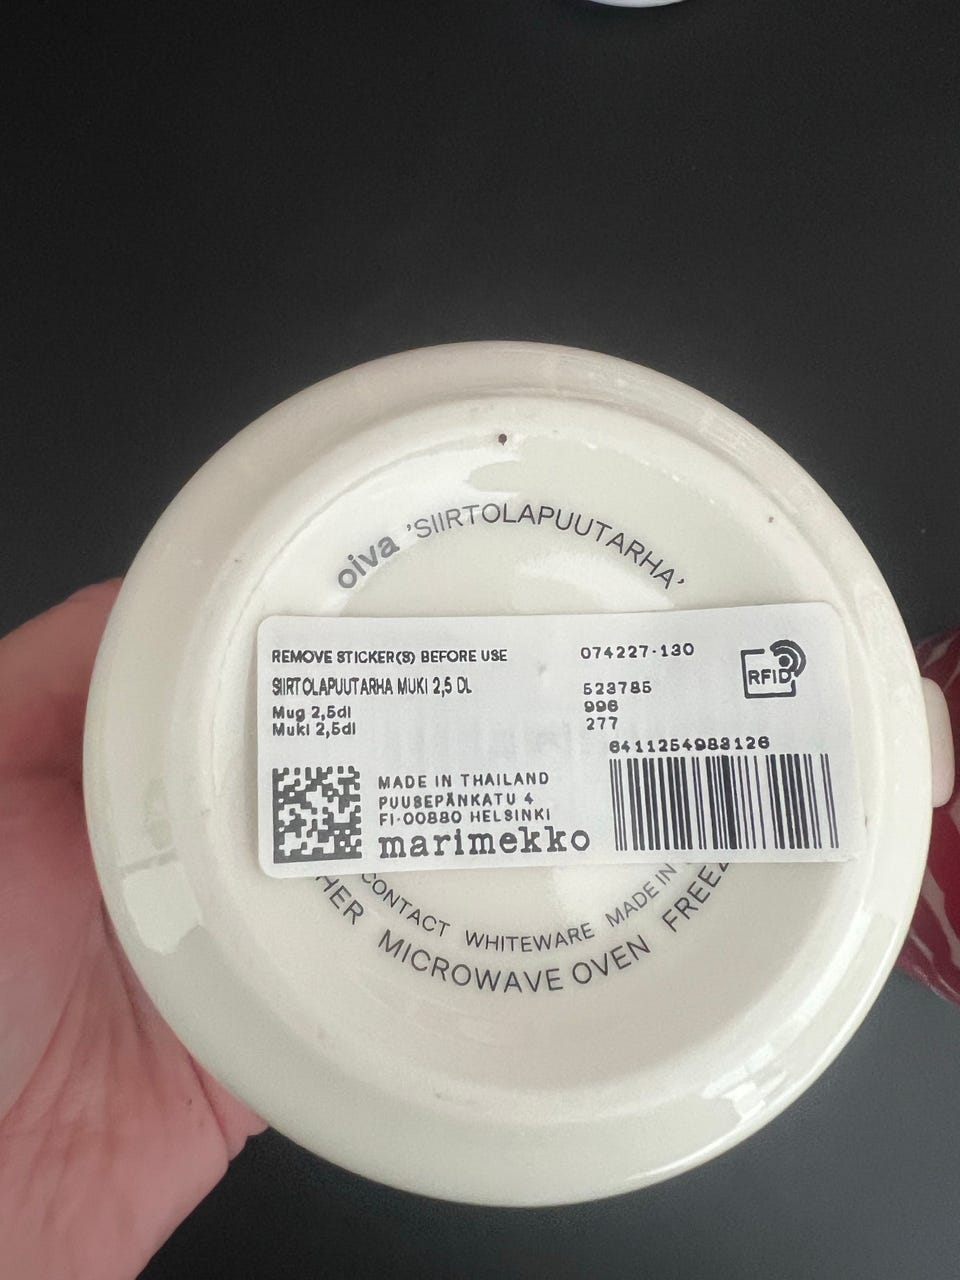 oiva 'SIIRTOLAPUUTARHA'
REMOVE STICKER(S) BEFORE USE
SIIRTOLAPUUTARHA MUKI 2,5 DL
Mug 2,5dl
Muki 2,5dl
074227-130
523785
996
277
RFID
6411254983126
MADE IN THAILAND
PUUSEPÄNKATU 4
FI-00880 HELSINKI
marimekko
CONTACT WHITEWARE MADE IN
MICROWAVE OVEN